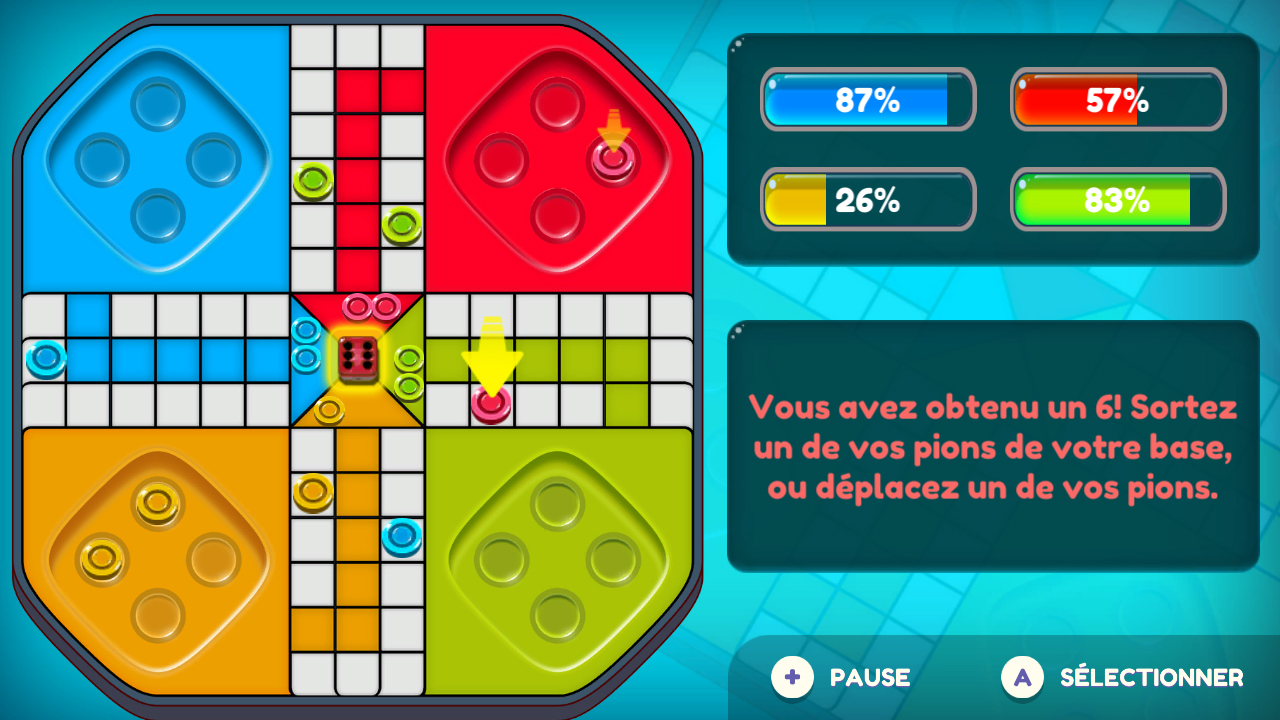 87%
57%
26%
83%
Vous avez obtenu un 6! Sortez
un de vos pions de votre base,
ou déplacez un de vos pions.
+ PAUSE
A SÉLECTIONNER